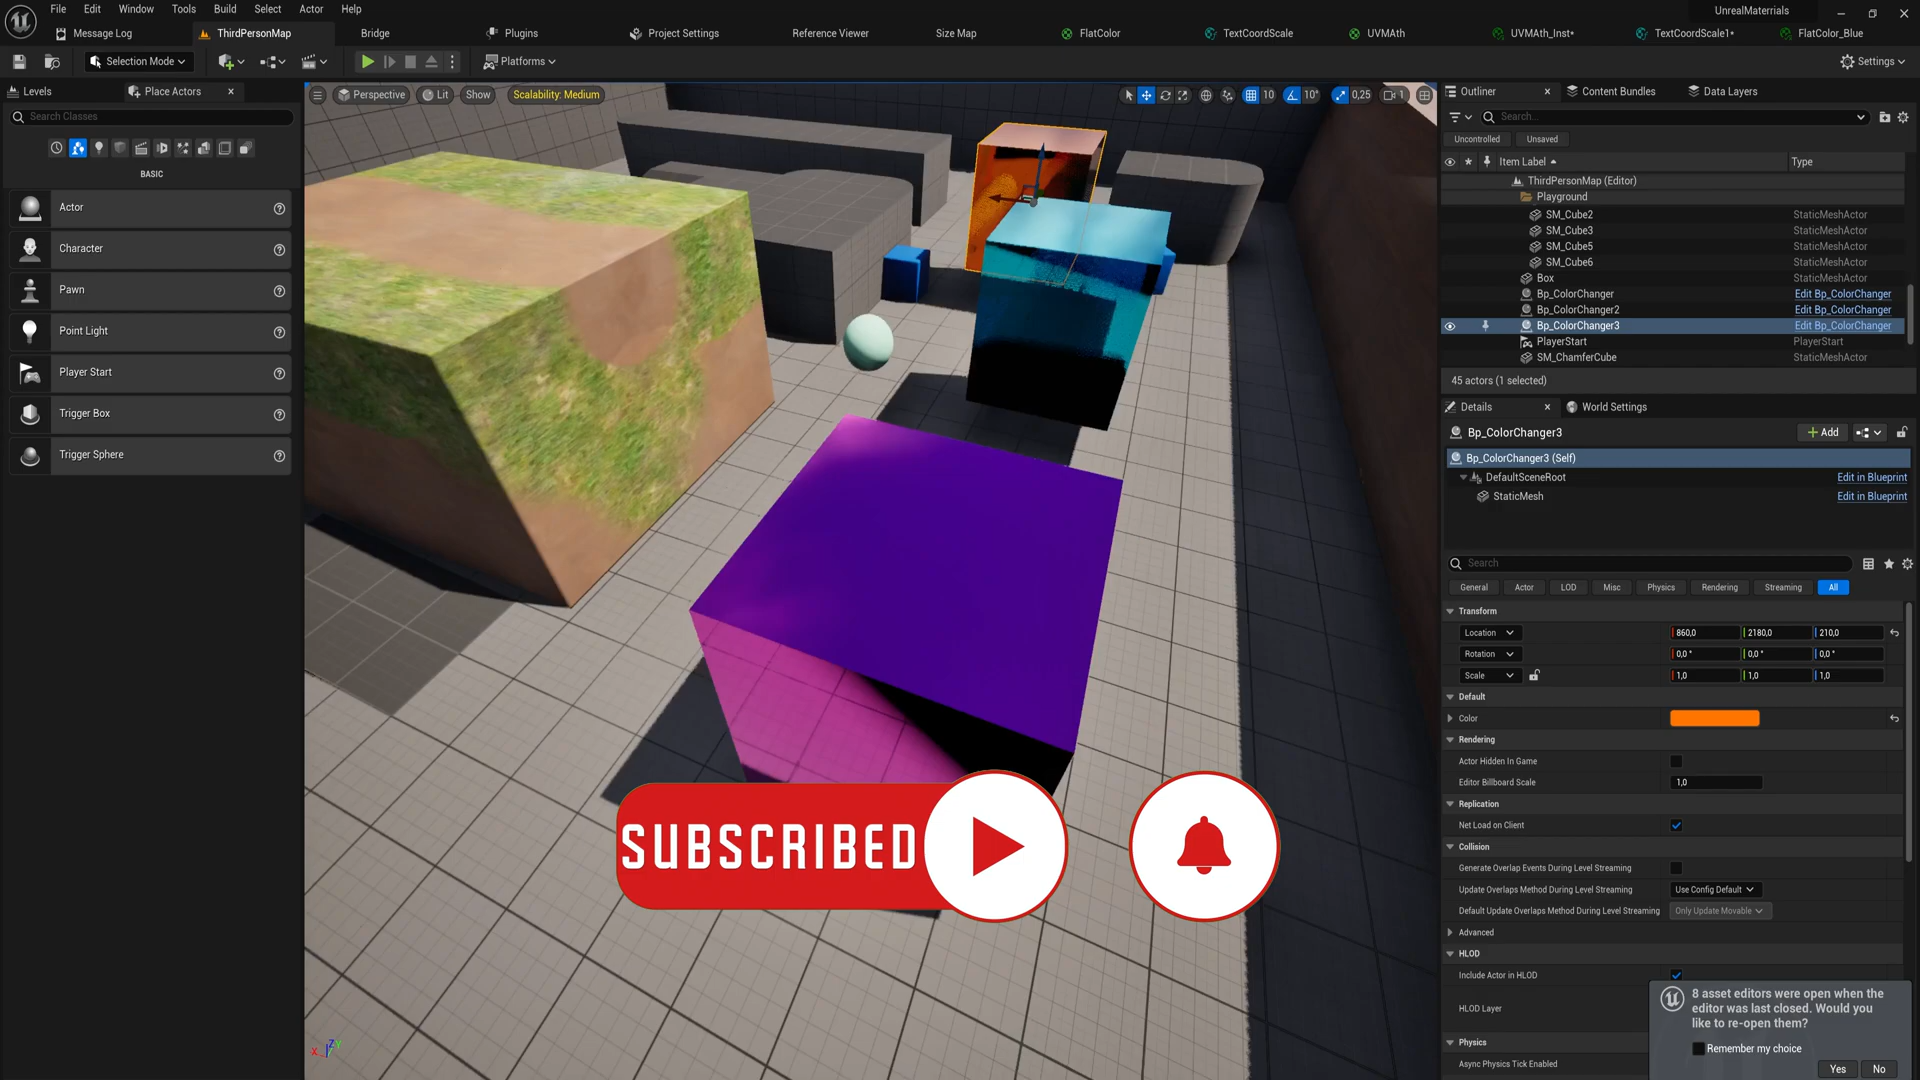 File Edit Window Tools Build Select Actor Help
UnrealMaterials
Message Log ThirdPersonMap Bridge Plugins Project Settings Reference Viewer Size Map FlatColor TextCoordScale UVMAth UVMAth_Inst* TextCoordScale1* FlatColor_Blue
Selection Mode Platforms Settings
Levels Place Actors
Search Classes
BASIC
Actor
Character
Pawn
Point Light
Player Start
Trigger Box
Trigger Sphere
Perspective Lit Show Scalability: Medium 10 10° 0,25 1
SUBSCRIBED
X Z Y
Outliner Content Bundles Data Layers
Search...
Uncontrolled Unsaved
Item Label Type
ThirdPersonMap (Editor)
Playground
SM_Cube2 StaticMeshActor
SM_Cube3 StaticMeshActor
SM_Cube5 StaticMeshActor
SM_Cube6 StaticMeshActor
Box StaticMeshActor
Bp_ColorChanger Edit Bp_ColorChanger
Bp_ColorChanger2 Edit Bp_ColorChanger
Bp_ColorChanger3 Edit Bp_ColorChanger
PlayerStart PlayerStart
SM_ChamferCube StaticMeshActor
45 actors (1 selected)
Details World Settings
Bp_ColorChanger3 + Add
Bp_ColorChanger3 (Self)
DefaultSceneRoot Edit in Blueprint
StaticMesh Edit in Blueprint
Search
General Actor LOD Misc Physics Rendering Streaming All
Transform
Location 860,0 2180,0 210,0
Rotation 0,0 ° 0,0 ° 0,0 °
Scale 1,0 1,0 1,0
Default
Color
Rendering
Actor Hidden In Game
Editor Billboard Scale 1,0
Replication
Net Load on Client
Collision
Generate Overlap Events During Level Streaming
Update Overlaps Method During Level Streaming Use Config Default
Default Update Overlaps Method During Level Streaming Only Update Movable
Advanced
HLOD
Include Actor in HLOD
HLOD Layer
Physics
Async Physics Tick Enabled
8 asset editors were open when the
editor was last closed. Would you
like to re-open them?
Remember my choice
Yes No